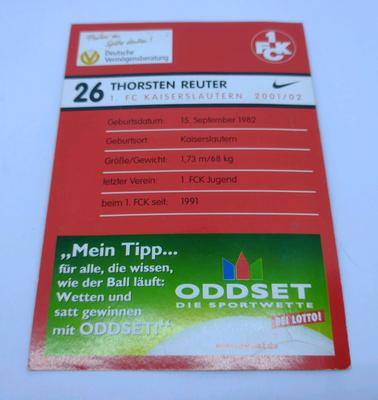 Deutsche
Vermögensberatung
1.
FCK
26 THORSTEN REUTER
1. FC KAISERSLAUTERN 2001/02
Geburtsdatum: 15. September 1982
Geburtsort: Kaiserslautern
Größe/Gewicht: 1,73 m/68 kg
letzter Verein: 1. FCK Jugend
beim 1. FCK seit: 1991
„Mein Tipp...
für alle, die wissen,
wie der Ball läuft:
Wetten und
satt gewinnen
mit ODDSET!"
ODDSET
DIE SPORTWETTE
BEI LOTTO!